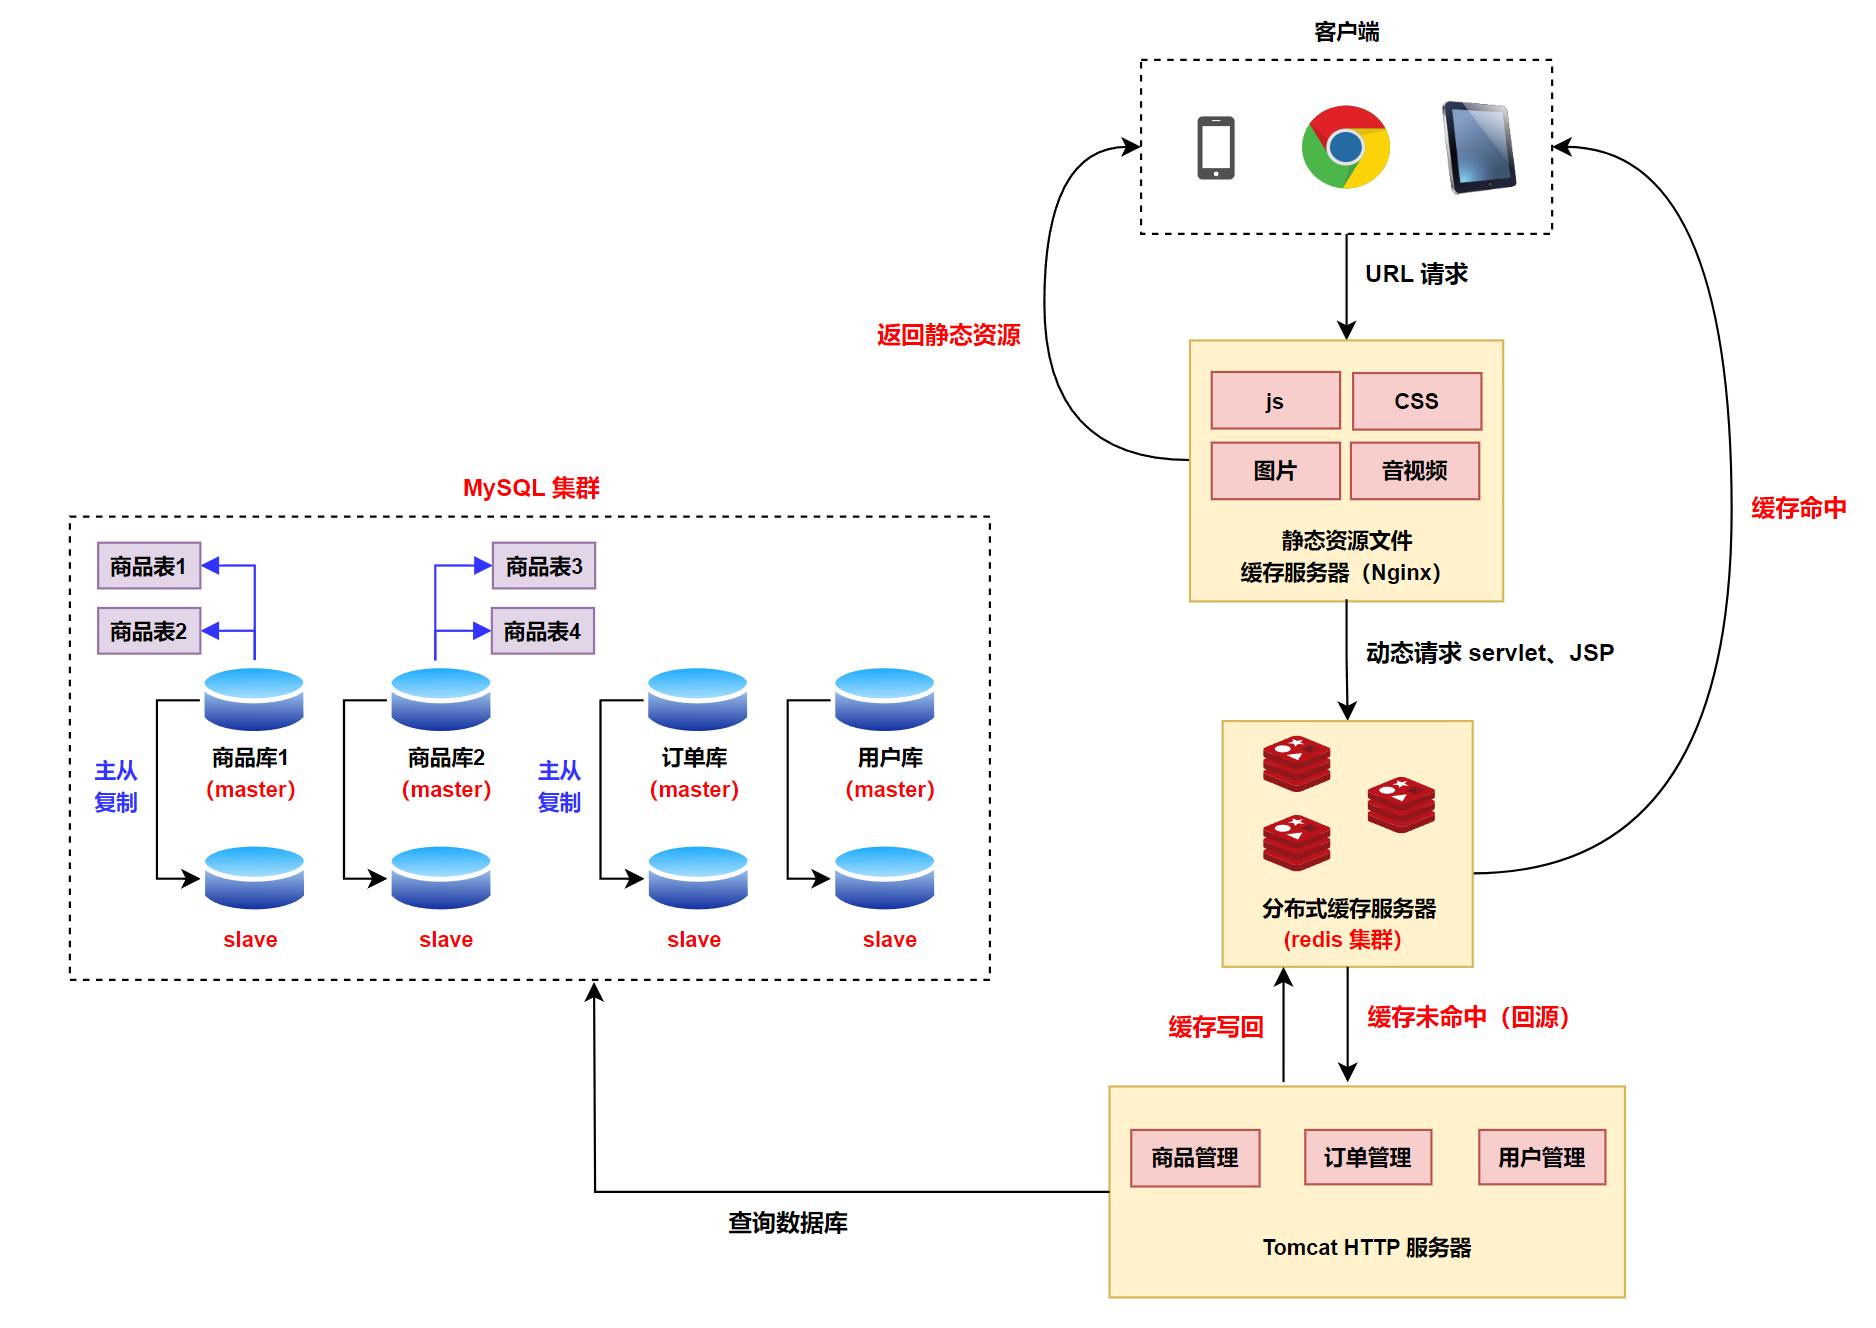 客户端
URL 请求
返回静态资源
js
CSS
图片
音视频
静态资源文件
缓存服务器（Nginx）
缓存命中
动态请求 servlet、JSP
MySQL 集群
商品表1
商品表3
商品表2
商品表4
商品库1
（master）
商品库2
（master）
订单库
（master）
用户库
（master）
主从
复制
主从
复制
slave
slave
slave
slave
分布式缓存服务器
(redis 集群)
缓存写回
缓存未命中（回源）
商品管理
订单管理
用户管理
Tomcat HTTP 服务器
查询数据库